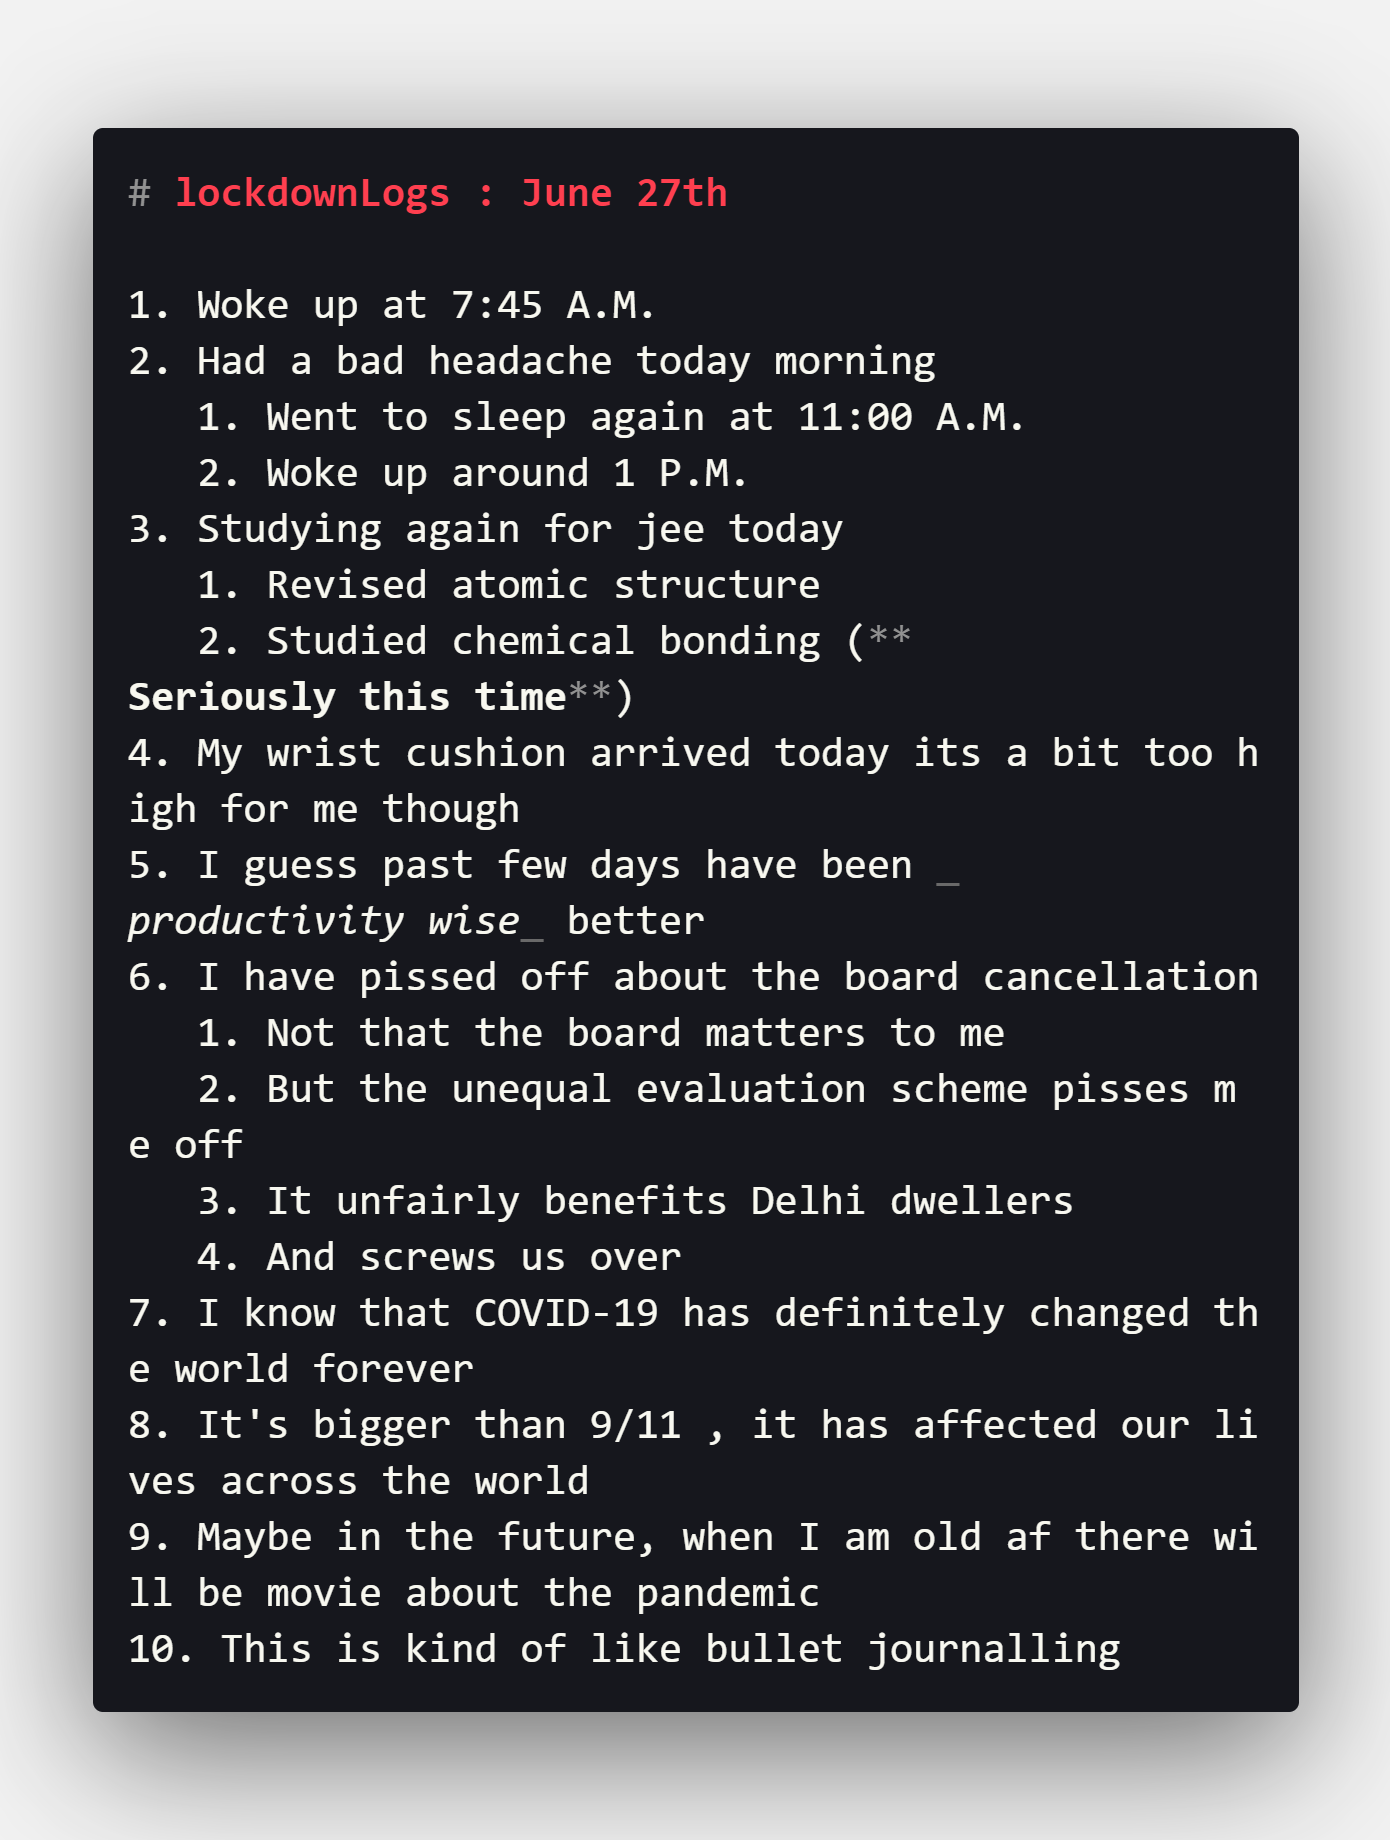 # lockdownLogs : June 27th
1. Woke up at 7:45 A.M.
2. Had a bad headache today morning
1. Went to sleep again at 11:00 A.M.
2. Woke up around 1 P.M.
3. Studying again for jee today
1. Revised atomic structure
2. Studied chemical bonding (**
Seriously this time**)
4. My wrist cushion arrived today its a bit too h
igh for me though
5. I guess past few days have been _
productivity wise_ better
6. I have pissed off about the board cancellation
1. Not that the board matters to me
2. But the unequal evaluation scheme pisses m
e off
3. It unfairly benefits Delhi dwellers
4. And screws us over
7. I know that COVID-19 has definitely changed th
e world forever
8. It's bigger than 9/11 , it has affected our li
ves across the world
9. Maybe in the future, when I am old af there wi
ll be movie about the pandemic
10. This is kind of like bullet journalling